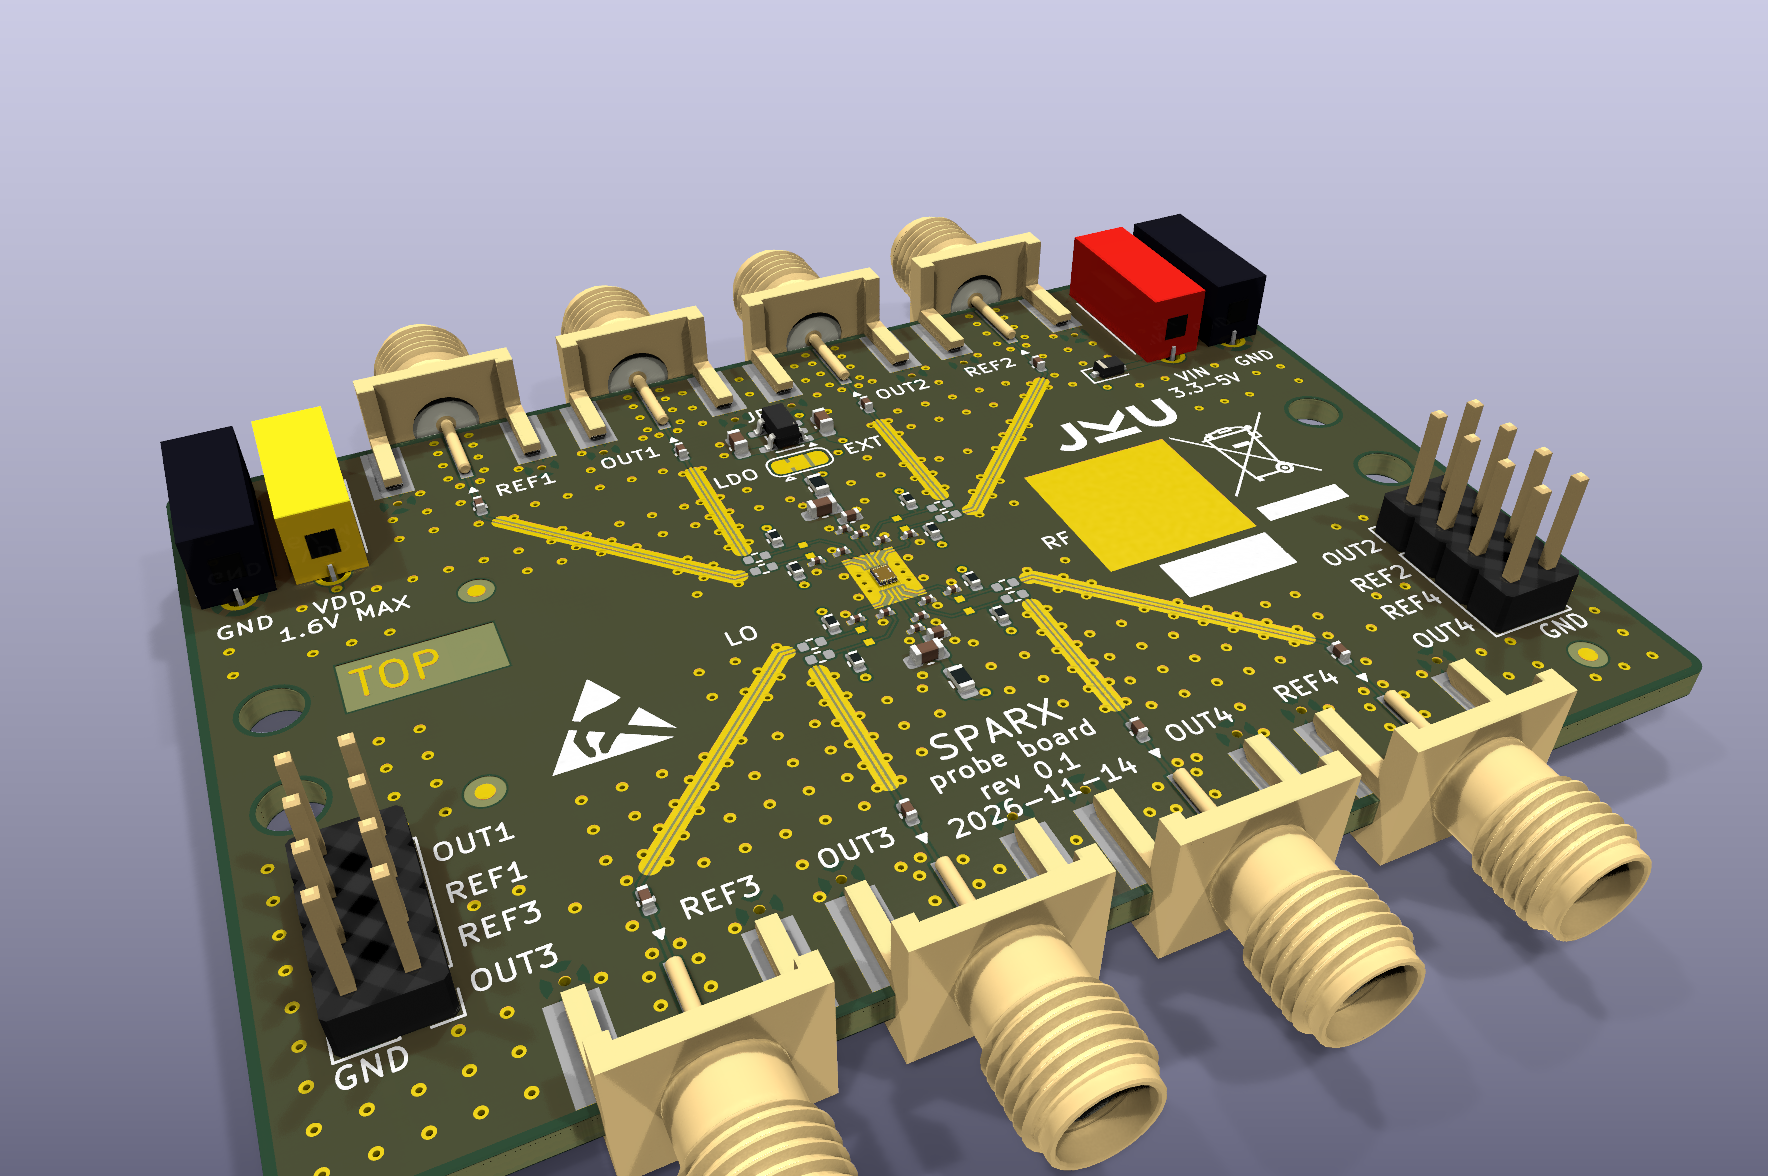 REF1
OUT1
OUT2
REF2
VIN
3.3-5V
GND
LDO
EXT
JKU
RF
LO
GND
VDD
1.6V MAX
TOP
OUT2
REF2
REF4
OUT4
GND
SPARX
probe board
rev 0.1
2026-11-14
REF3
OUT3
OUT4
REF4
OUT1
REF1
REF3
OUT3
GND